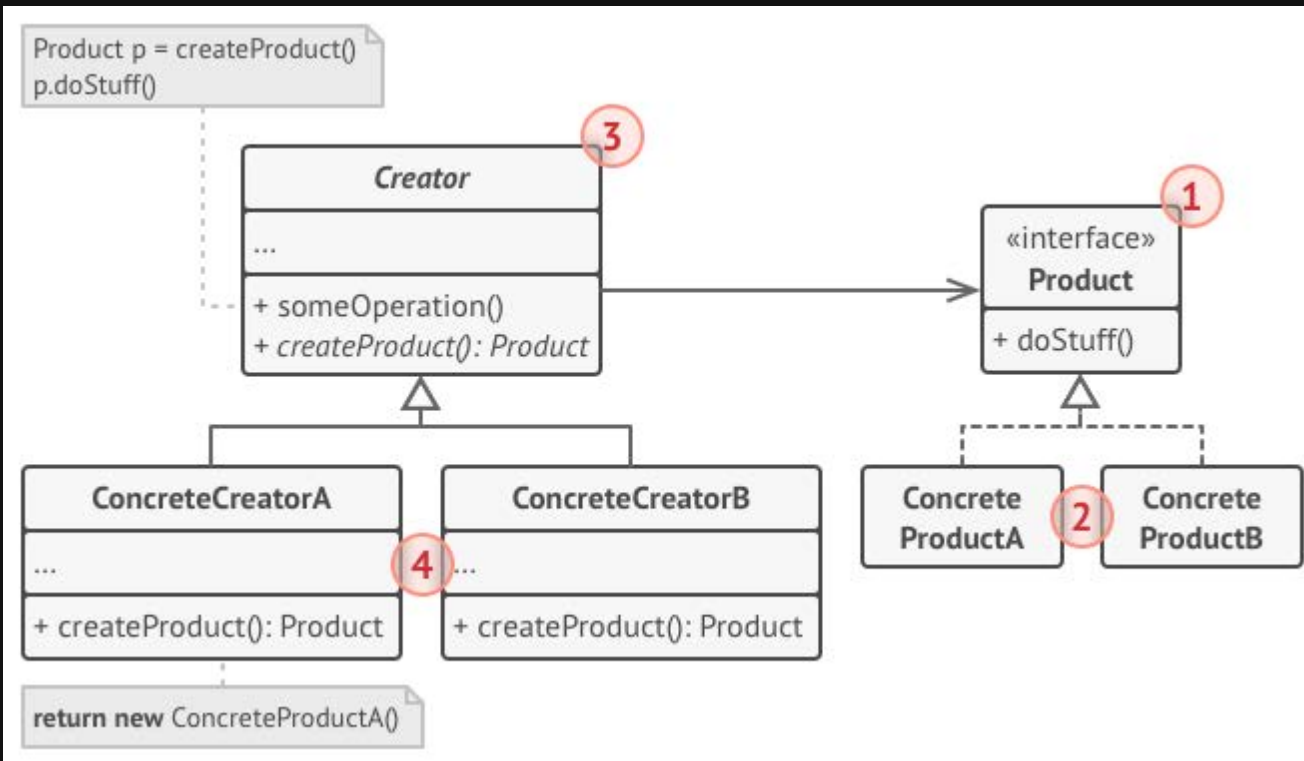 Product p = createProduct()
p.doStuff()
3
Creator
...
+ someOperation()
+ createProduct(): Product
1
«interface»
Product
+ doStuff()
ConcreteCreatorA
...
+ createProduct(): Product
4
ConcreteCreatorB
...
+ createProduct(): Product
Concrete
ProductA
2
Concrete
ProductB
return new ConcreteProductA()